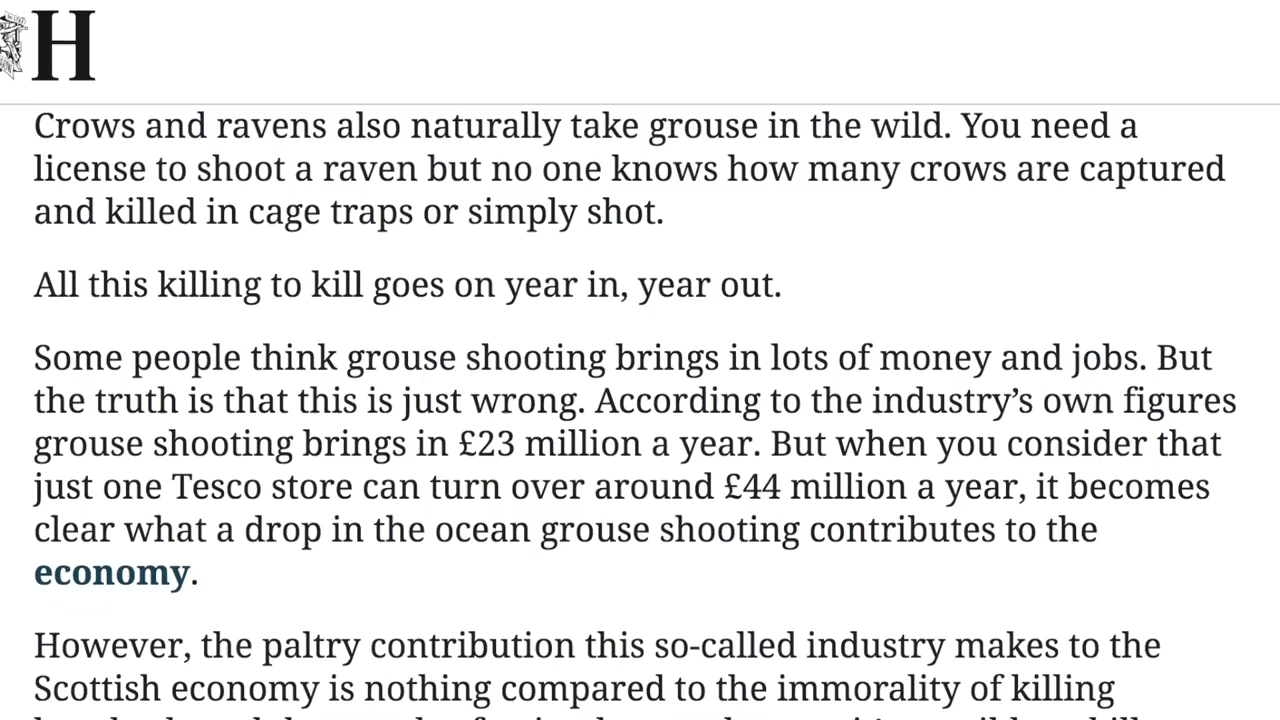 H
Crows and ravens also naturally take grouse in the wild. You need a
license to shoot a raven but no one knows how many crows are captured
and killed in cage traps or simply shot.
All this killing to kill goes on year in, year out.
Some people think grouse shooting brings in lots of money and jobs. But
the truth is that this is just wrong. According to the industry’s own figures
grouse shooting brings in £23 million a year. But when you consider that
just one Tesco store can turn over around £44 million a year, it becomes
clear what a drop in the ocean grouse shooting contributes to the
economy.
However, the paltry contribution this so-called industry makes to the
Scottish economy is nothing compared to the immorality of killing